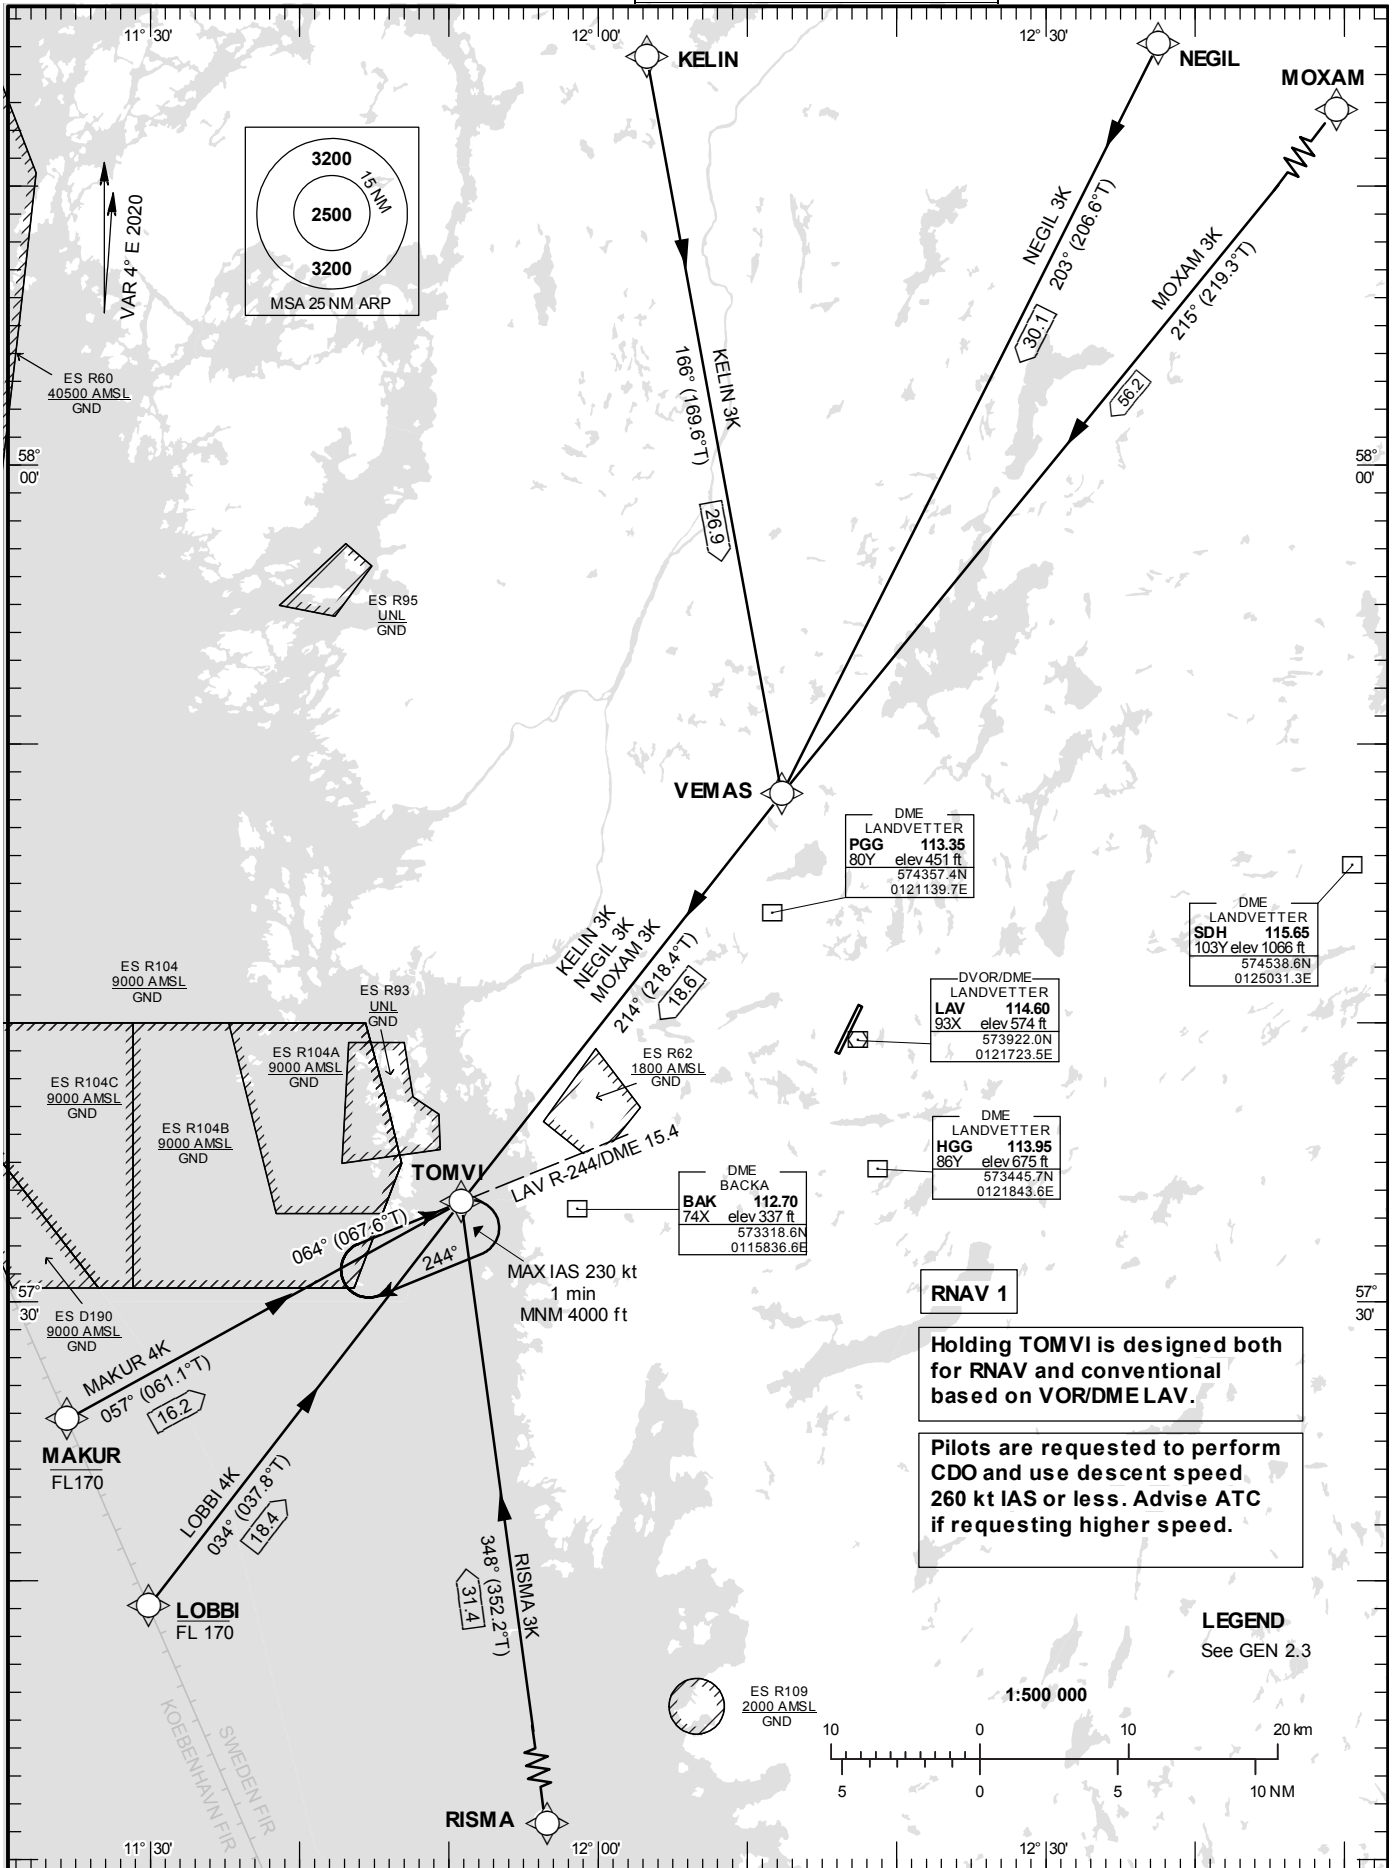 11° 30'
12° 00'
12° 30'
KELIN
NEGIL
MOXAM
3200
15 NM
2500
3200
MSA 25 NM ARP
VAR 4° E 2020
NEGIL 3K
203° (206.6°T)
30.1
MOXAM 3K
215° (219.3°T)
56.2
KELIN 3K
166° (169.6°T)
26.9
ES R60
40500 AMSL
GND
58°
00'
58°
00'
ES R95
UNL
GND
VEMAS
DME
LANDVETTER
PGG 113.35
80Y elev 451 ft
574357.4N
0121139.7E
DME
LANDVETTER
SDH 115.65
103Y elev 1066 ft
574538.6N
0125031.3E
KELIN 3K
NEGIL 3K
MOXAM 3K
214° (218.4°T)
18.6
ES R104
9000 AMSL
GND
ES R93
UNL
GND
DVOR/DME
LANDVETTER
LAV 114.60
93X elev 574 ft
573922.0N
0121723.5E
ES R104A
9000 AMSL
GND
ES R62
1800 AMSL
GND
ES R104C
9000 AMSL
GND
ES R104B
9000 AMSL
GND
DME
LANDVETTER
HGG 113.95
86Y elev 675 ft
573445.7N
0121843.6E
TOMVI
LAV R-244/DME 15.4
DME
BACKA
BAK 112.70
74X elev 337 ft
573318.6N
0115836.6E
064° (067.6°T)
244°
MAX IAS 230 kt
1 min
MNM 4000 ft
57°
30'
57°
30'
ES D190
9000 AMSL
GND
RNAV 1
Holding TOMVI is designed both
for RNAV and conventional
based on VOR/DME LAV.
MAKUR 4K
057° (061.1°T)
16.2
MAKUR
FL170
Pilots are requested to perform
CDO and use descent speed
260 kt IAS or less. Advise ATC
if requesting higher speed.
LOBBI 4K
034° (037.8°T)
18.4
LOBBI
FL 170
RISMA 3K
348° (352.2°T)
31.4
LEGEND
See GEN 2.3
ES R109
2000 AMSL
GND
1:500 000
10 0 10 20 km
5 0 5 10 NM
SWEDEN FIR
KOEBENHAVN FIR
RISMA
11° 30'
12° 00'
12° 30'